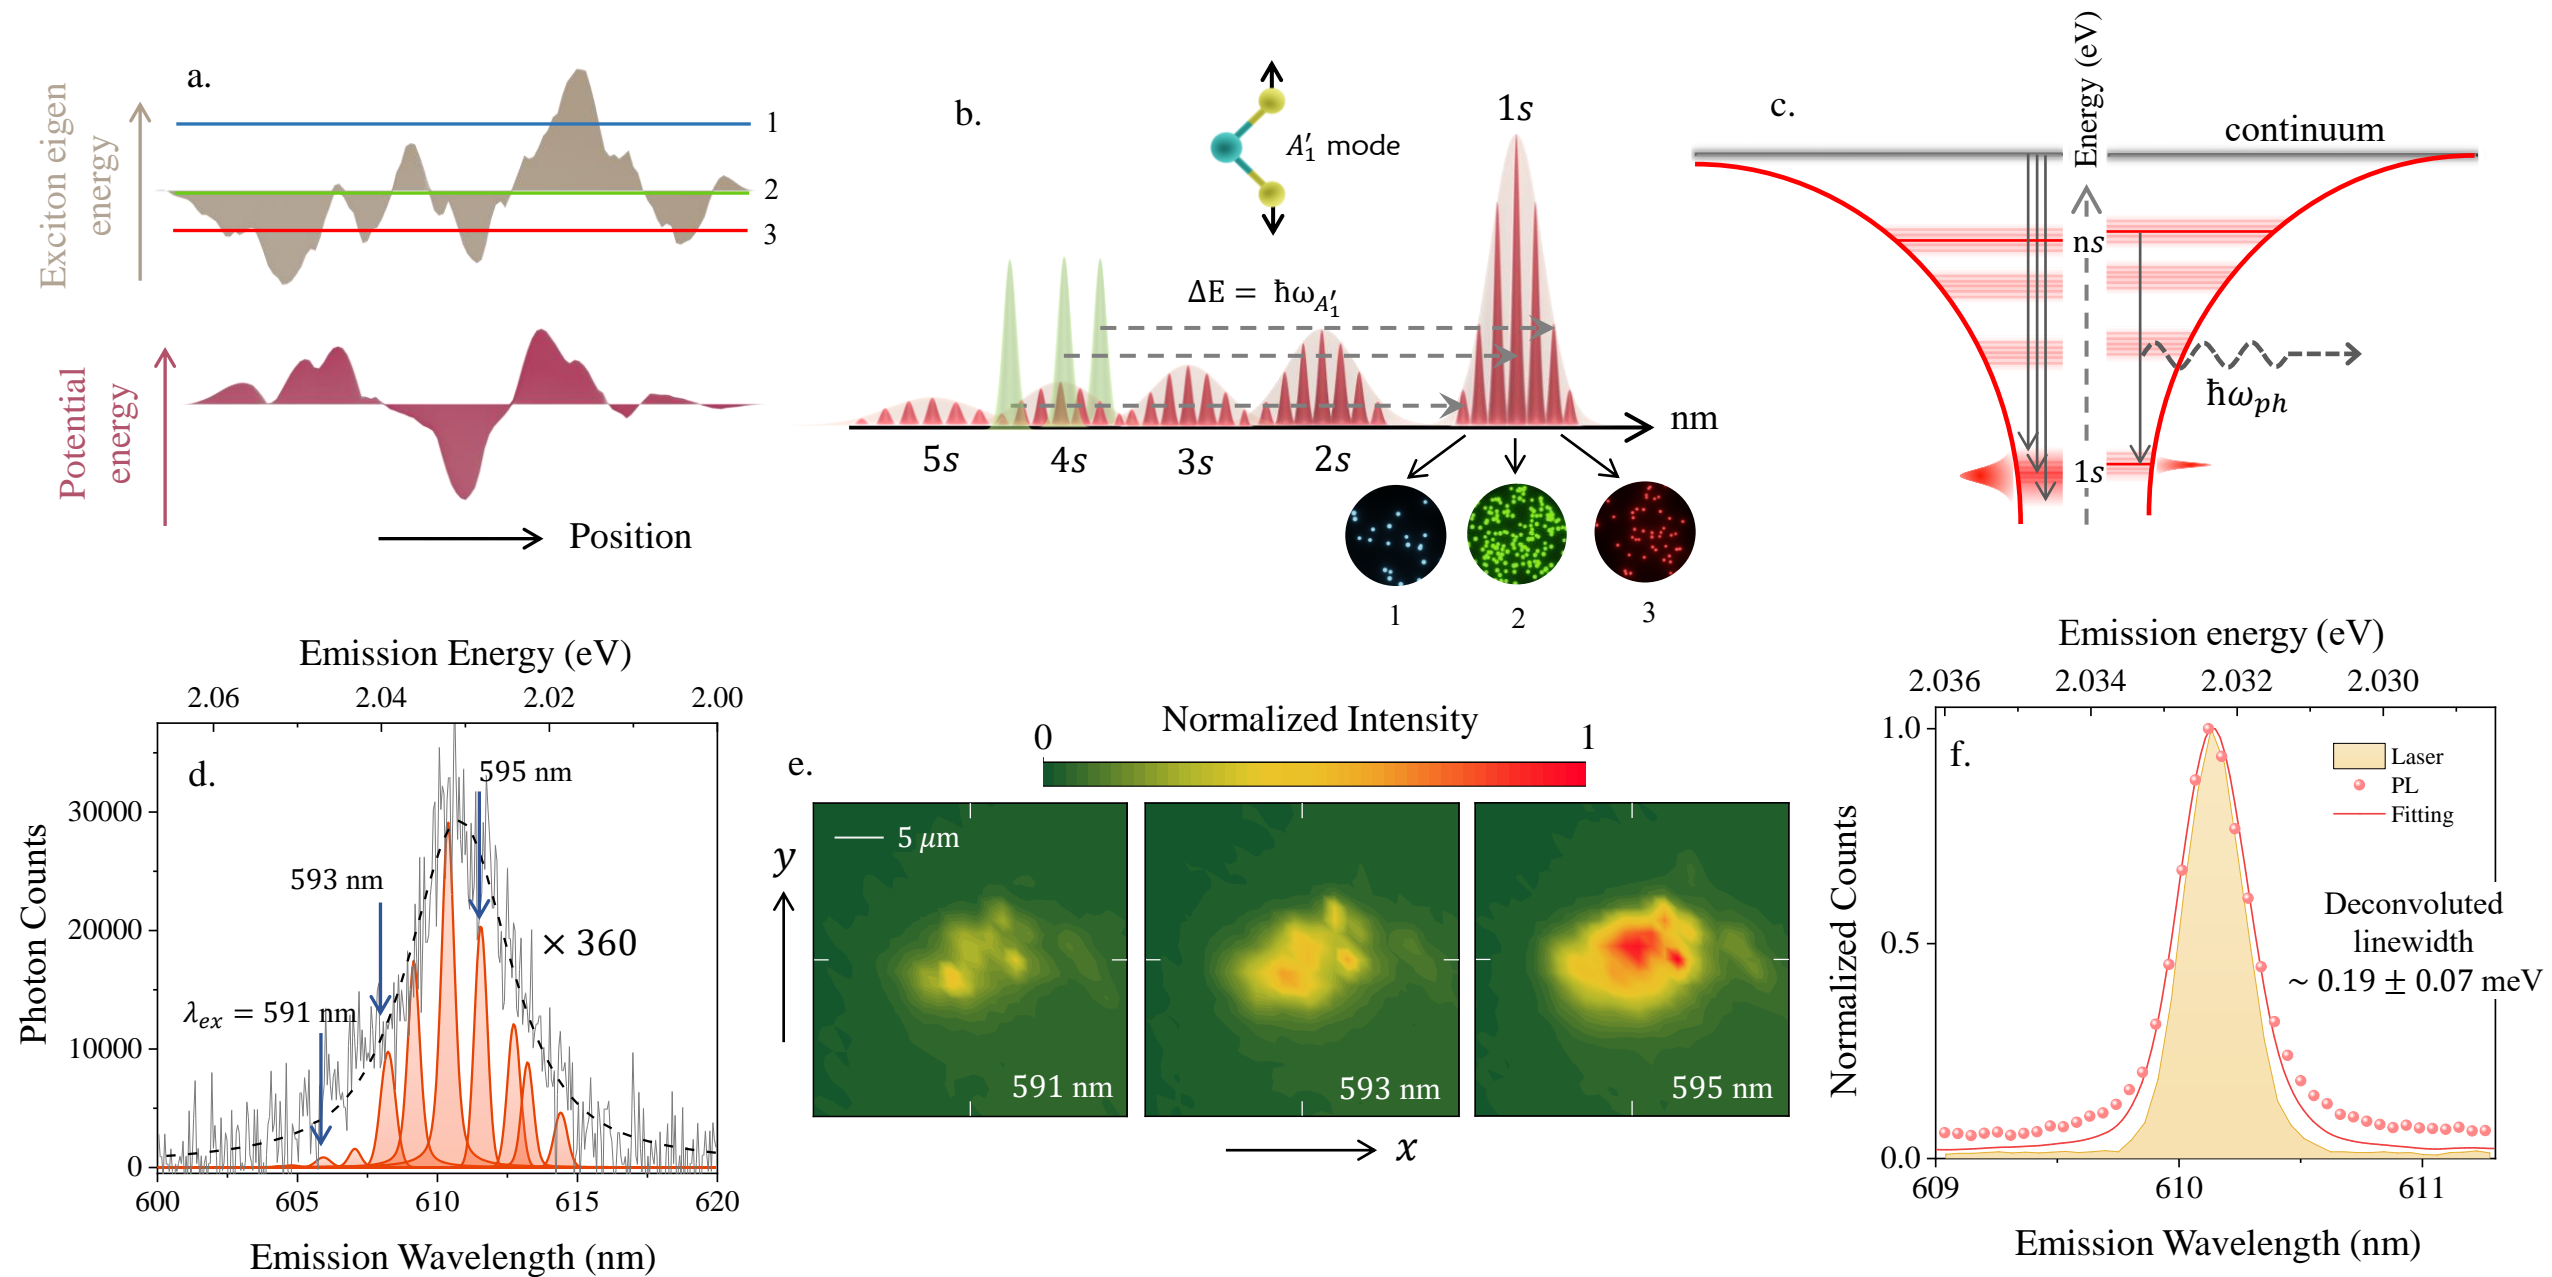 a.
Exciton eigen
energy
1
2
3
Potential
energy
Position
b.
A′₁ mode
1s
ΔE = ħω_A′₁
nm
5s
4s
3s
2s
1
2
3
c.
Energy (eV)
continuum
ns
ħω_ph
1s
Emission Energy (eV)
2.06
2.04
2.02
2.00
d.
595 nm
593 nm
λ_ex = 591 nm
× 360
Photon Counts
30000
20000
10000
0
600
605
610
615
620
Emission Wavelength (nm)
e.
Normalized Intensity
0
1
5 μm
y
591 nm
593 nm
595 nm
x
Emission energy (eV)
2.036
2.034
2.032
2.030
f.
Laser
PL
Fitting
Deconvoluted
linewidth
~ 0.19 ± 0.07 meV
Normalized Counts
1.0
0.5
0.0
609
610
611
Emission Wavelength (nm)